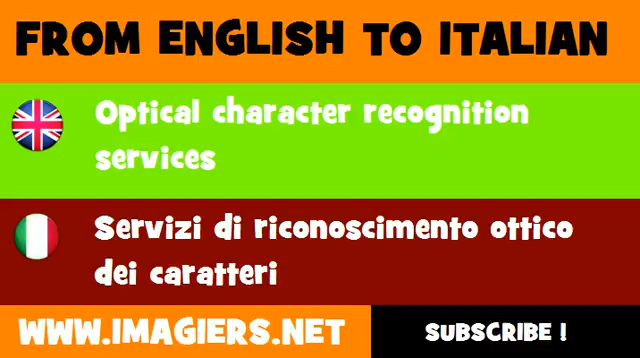 FROM ENGLISH TO ITALIAN
Optical character recognition
services
Servizi di riconoscimento ottico
dei caratteri
WWW.IMAGIERS.NET
SUBSCRIBE !